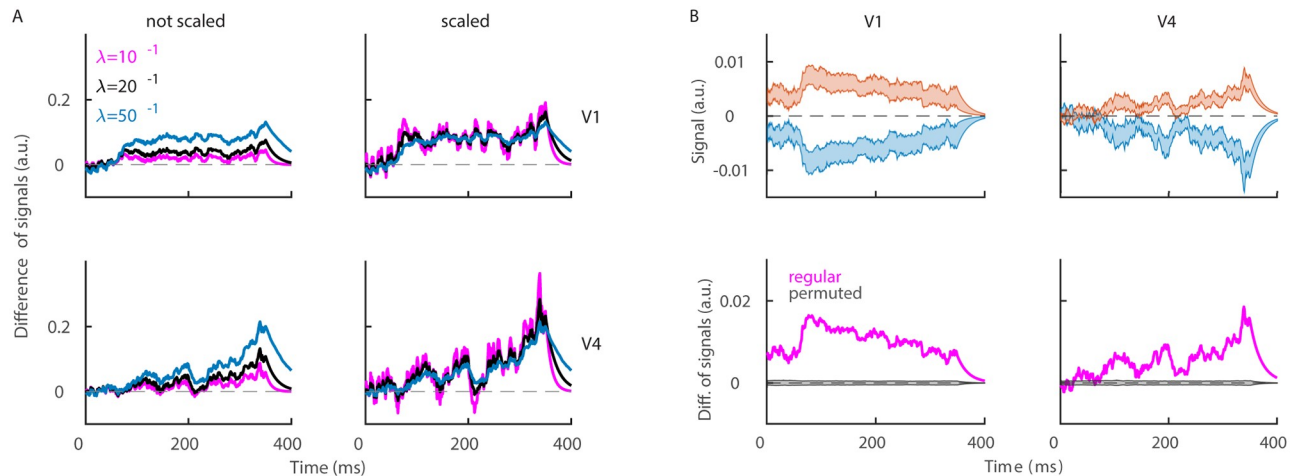 A
not scaled
scaled
λ=10 -1
λ=20 -1
λ=50 -1
0.2
0
V1
Difference of signals (a.u.)
0.2
0
V4
0 200 400
0 200 400
Time (ms)
B
V1
V4
Signal (a.u.)
0.01
0
-0.01
regular
permuted
Diff. of signals (a.u.)
0.02
0
0 200 400
0 200 400
Time (ms)